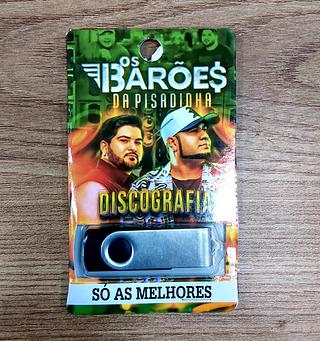 OS
BARÕE$
DA PISADINHA
DISCOGRAFIA
SÓ AS MELHORES